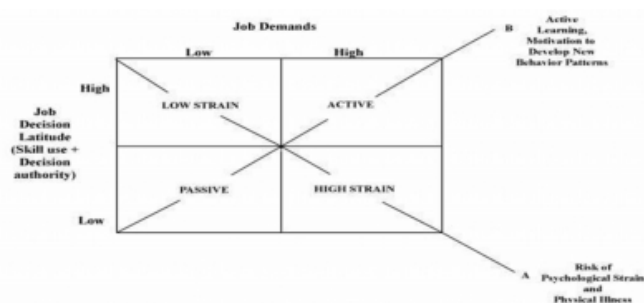 Job Demands
B
Active
Learning,
Motivation to
Develop New
Behavior Patterns
Low
High
High
LOW STRAIN
ACTIVE
Job
Decision
Latitude
(Skill use +
Decision
authority)
PASSIVE
HIGH STRAIN
Low
A
Risk of
Psychological Strain
and
Physical Illness